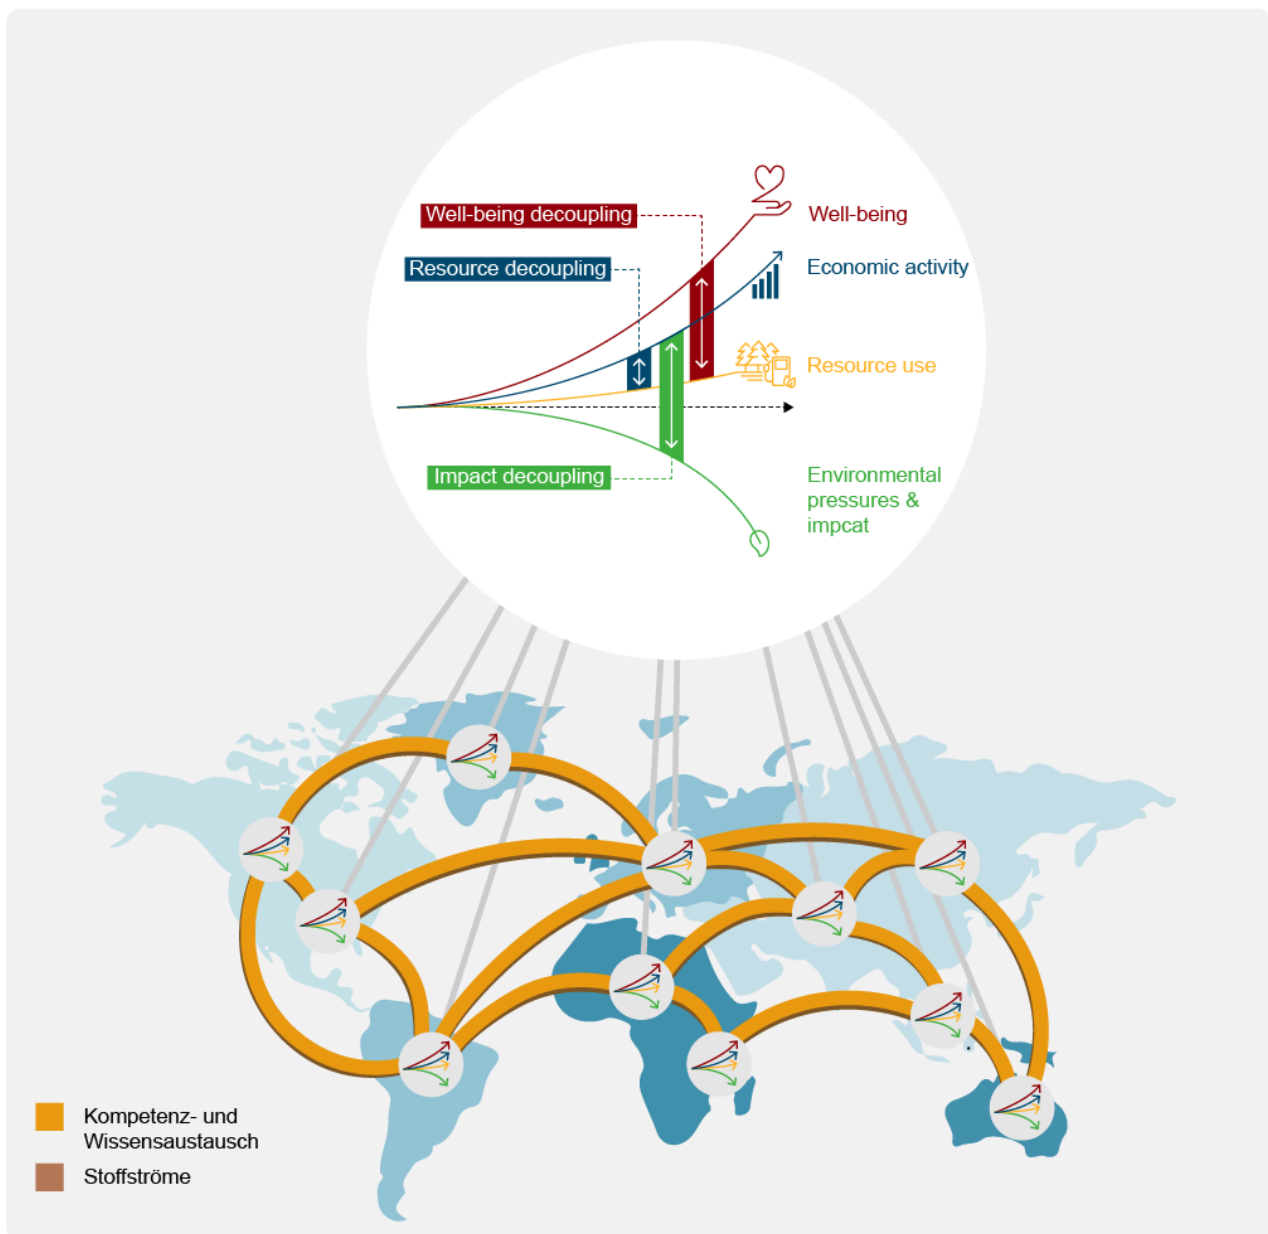 Well-being decoupling
Well-being
Resource decoupling
Economic activity
Resource use
Impact decoupling
Environmental
pressures &
impcat
Kompetenz- und
Wissensaustausch
Stoffströme